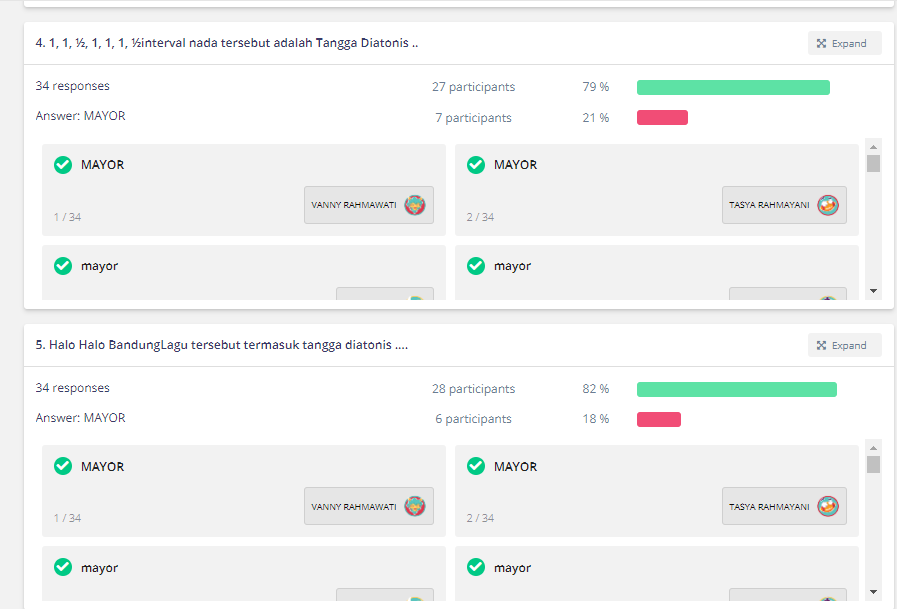 4. 1, 1, ½, 1, 1, 1, ½interval nada tersebut adalah Tangga Diatonis ..
Expand
34 responses
27 participants 79 %
Answer: MAYOR
7 participants 21 %
MAYOR
VANNY RAHMAWATI
1 / 34
MAYOR
TASYA RAHMAYANI
2 / 34
mayor
mayor
5. Halo Halo BandungLagu tersebut termasuk tangga diatonis ....
Expand
34 responses
28 participants 82 %
Answer: MAYOR
6 participants 18 %
MAYOR
VANNY RAHMAWATI
1 / 34
MAYOR
TASYA RAHMAYANI
2 / 34
mayor
mayor